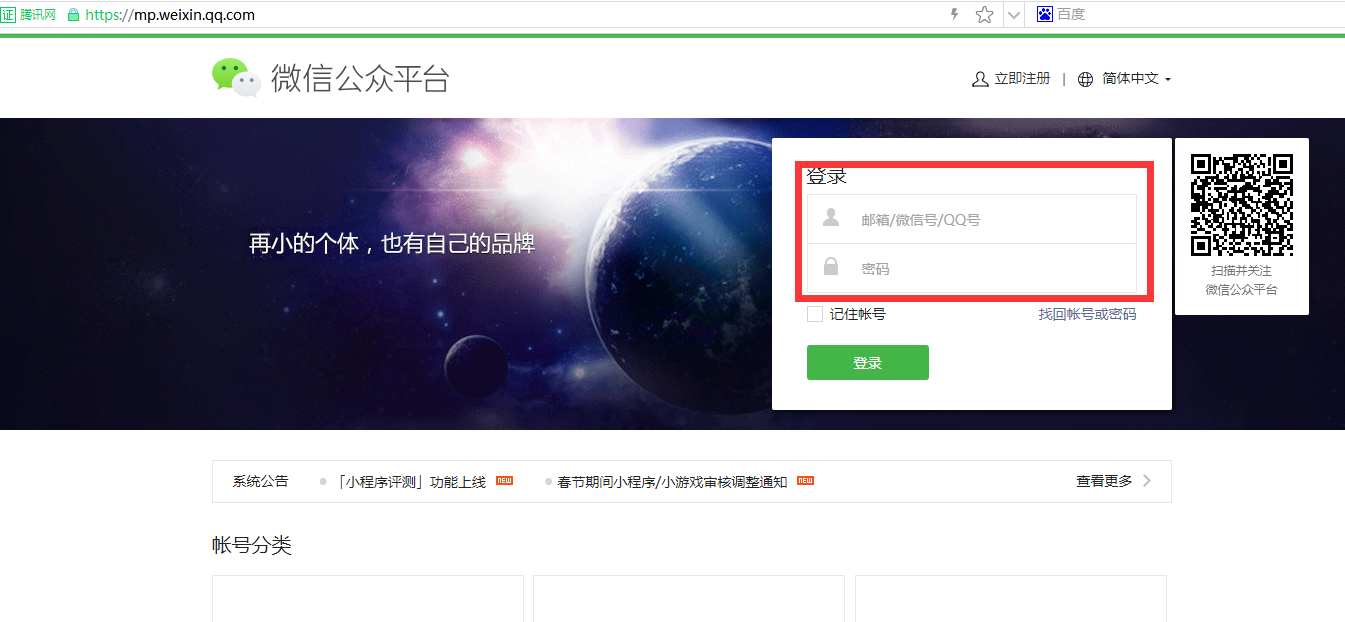 证 腾讯网 https://mp.weixin.qq.com 百度
微信公众平台 立即注册 | 简体中文
登录
邮箱/微信号/QQ号
再小的个体，也有自己的品牌
密码
扫描并关注
微信公众平台
记住帐号 找回帐号或密码
登录
系统公告 「小程序评测」功能上线 NEW 春节期间小程序/小游戏审核调整通知 NEW 查看更多
帐号分类